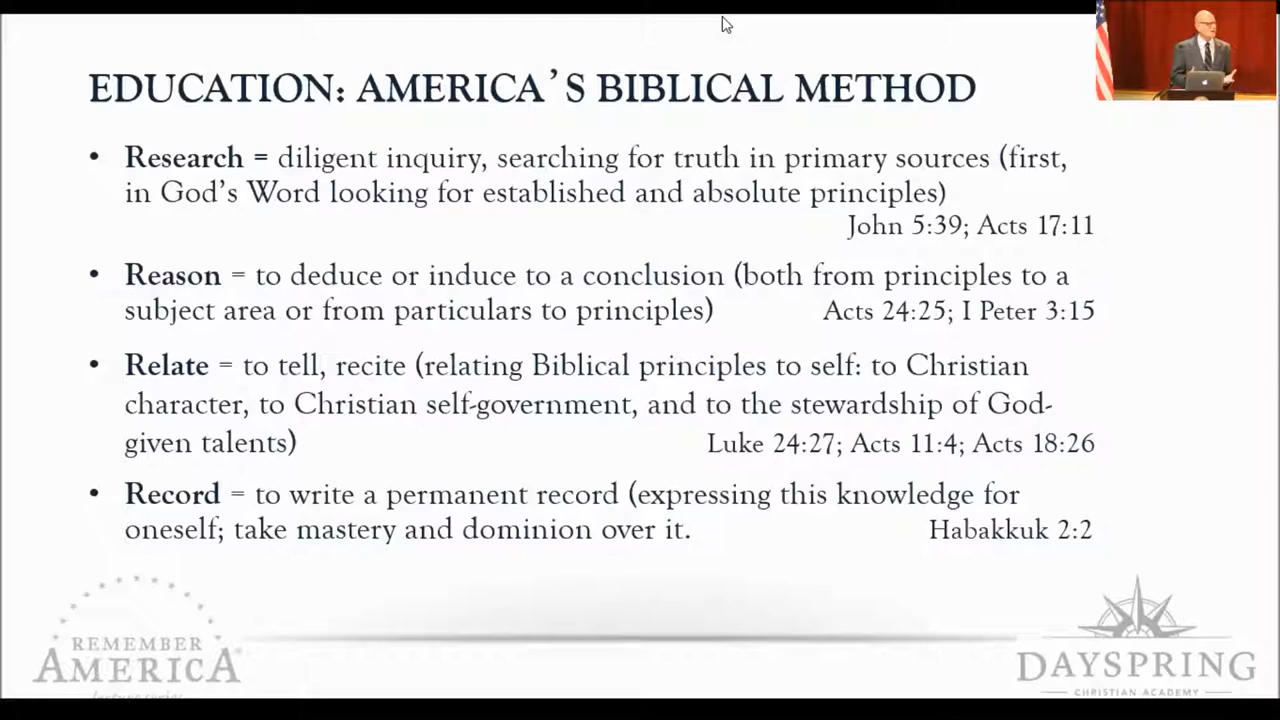 EDUCATION: AMERICA'S BIBLICAL METHOD
• Research = diligent inquiry, searching for truth in primary sources (first,
in God's Word looking for established and absolute principles)
John 5:39; Acts 17:11
• Reason = to deduce or induce to a conclusion (both from principles to a
subject area or from particulars to principles) Acts 24:25; I Peter 3:15
• Relate = to tell, recite (relating Biblical principles to self: to Christian
character, to Christian self-government, and to the stewardship of God-
given talents) Luke 24:27; Acts 11:4; Acts 18:26
• Record = to write a permanent record (expressing this knowledge for
oneself; take mastery and dominion over it. Habakkuk 2:2
REMEMBER
AMERICA®
lecture series
DAYSPRING
CHRISTIAN ACADEMY